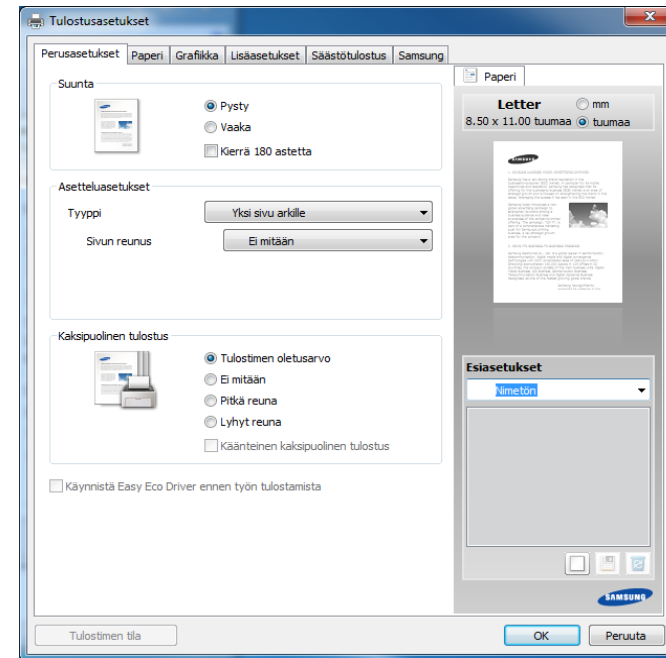 Tulostusasetukset
Perusasetukset Paperi Grafiikka Lisäasetukset Säästötulostus Samsung
Suunta
Pysty
Vaaka
Kierrä 180 astetta
Asetteluasetukset
Tyyppi Yksi sivu arkille
Sivun reunus Ei mitään
Kaksipuolinen tulostus
Tulostimen oletusarvo
Ei mitään
Pitkä reuna
Lyhyt reuna
Käänteinen kaksipuolinen tulostus
Käynnistä Easy Eco Driver ennen työn tulostamista
Tulostimen tila
Paperi
Letter mm
8.50 x 11.00 tuumaa tuumaa
SAMSUNG
Esiasetukset
Nimetön
SAMSUNG
OK Peruuta